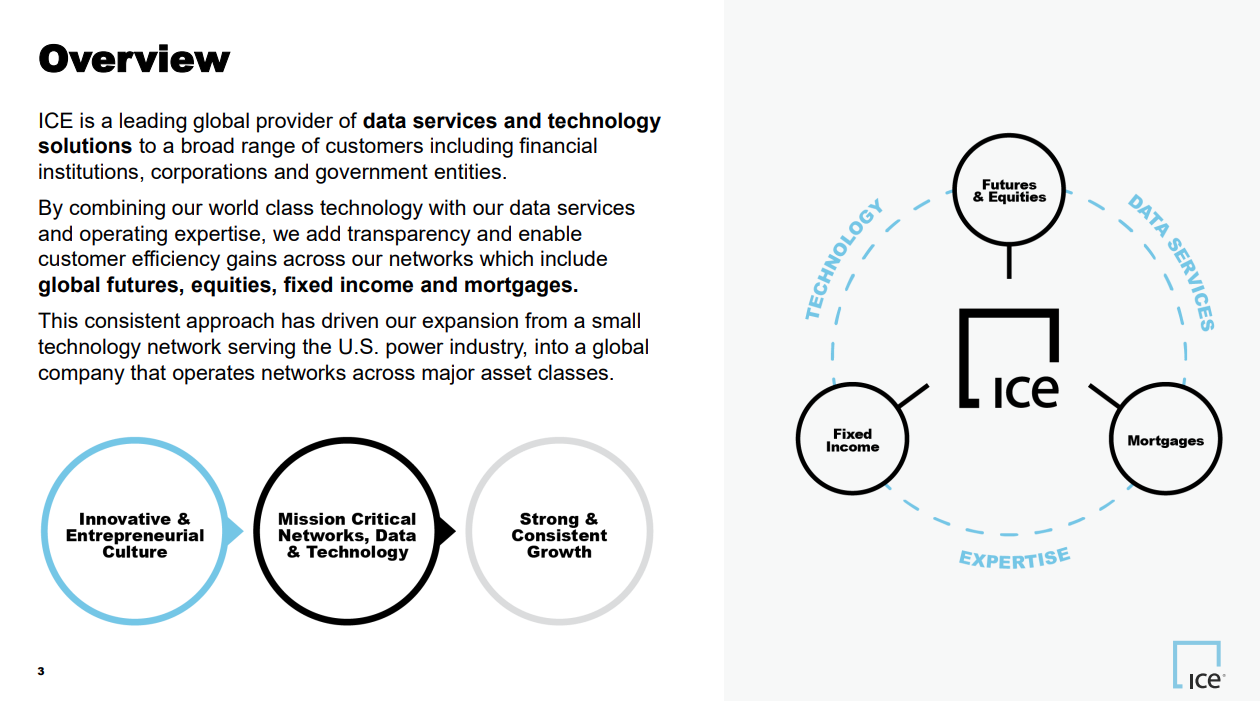 Overview
ICE is a leading global provider of data services and technology
solutions to a broad range of customers including financial
institutions, corporations and government entities.
By combining our world class technology with our data services
and operating expertise, we add transparency and enable
customer efficiency gains across our networks which include
global futures, equities, fixed income and mortgages.
This consistent approach has driven our expansion from a small
technology network serving the U.S. power industry, into a global
company that operates networks across major asset classes.
Innovative &
Entrepreneurial
Culture
Mission Critical
Networks, Data
& Technology
Strong &
Consistent
Growth
3
Futures
& Equities
TECHNOLOGY
DATA SERVICES
ice
Fixed
Income
Mortgages
EXPERTISE
ice